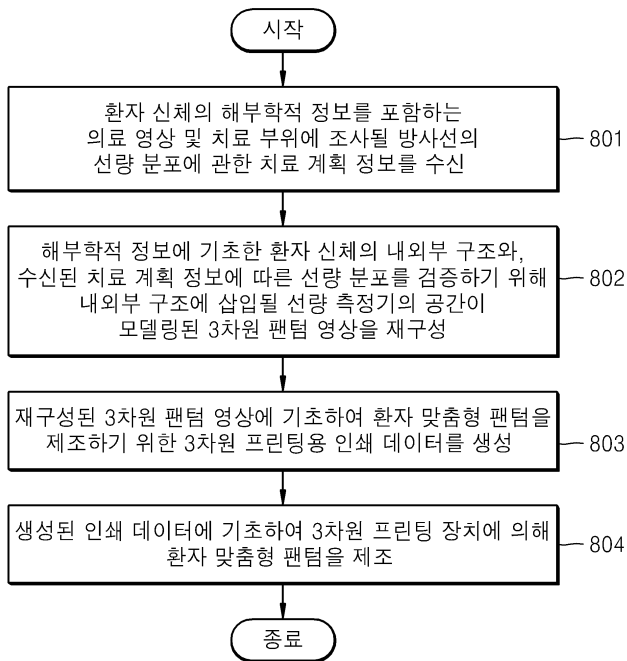 시작
환자 신체의 해부학적 정보를 포함하는
의료 영상 및 치료 부위에 조사될 방사선의
선량 분포에 관한 치료 계획 정보를 수신
801
해부학적 정보에 기초한 환자 신체의 내외부 구조와,
수신된 치료 계획 정보에 따른 선량 분포를 검증하기 위해
내외부 구조에 삽입될 선량 측정기의 공간이
모델링된 3차원 팬텀 영상을 재구성
802
재구성된 3차원 팬텀 영상에 기초하여 환자 맞춤형 팬텀을
제조하기 위한 3차원 프린팅용 인쇄 데이터를 생성
803
생성된 인쇄 데이터에 기초하여 3차원 프린팅 장치에 의해
환자 맞춤형 팬텀을 제조
804
종료